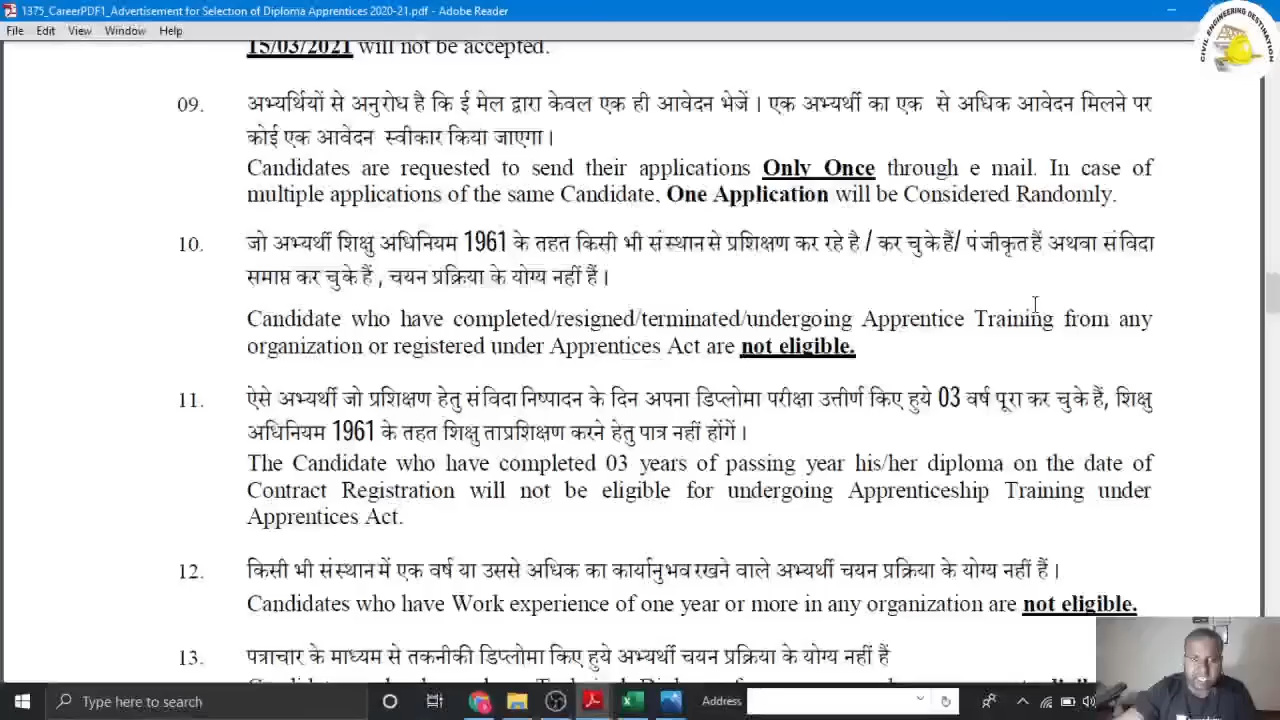 1375_CareerPDF1_Advertisement for Selection of Diploma Apprentices 2020-21.pdf - Adobe Reader
File Edit View Window Help
CIVIL ENGINEERING DESTINATION
15/03/2021 will not be accepted.
09. अभ्यर्थियों से अनुरोध है कि ई मेल द्वारा केवल एक ही आवेदन भेजें । एक अभ्यर्थी का एक से अधिक आवेदन मिलने पर
कोई एक आवेदन स्वीकार किया जाएगा ।
Candidates are requested to send their applications Only Once through e mail. In case of
multiple applications of the same Candidate, One Application will be Considered Randomly.
10. जो अभ्यर्थी शिक्षु अधिनियम 1961 के तहत किसी भी संस्थान से प्रशिक्षण कर रहे है / कर चुके हैं/ पंजीकृत हैं अथवा संविदा
समाप्त कर चुके हैं , चयन प्रक्रिया के योग्य नहीं हैं ।
Candidate who have completed/resigned/terminated/undergoing Apprentice Training from any
organization or registered under Apprentices Act are not eligible.
11. ऐसे अभ्यर्थी जो प्रशिक्षण हेतु संविदा निष्पादन के दिन अपना डिप्लोमा परीक्षा उत्तीर्ण किए हुये 03 वर्ष पूरा कर चुके हैं, शिक्षु
अधिनियम 1961 के तहत शिक्षु ताप्रशिक्षण करने हेतु पात्र नहीं होंगें ।
The Candidate who have completed 03 years of passing year his/her diploma on the date of
Contract Registration will not be eligible for undergoing Apprenticeship Training under
Apprentices Act.
12. किसी भी संस्थान में एक वर्ष या उससे अधिक का कार्यानुभव रखने वाले अभ्यर्थी चयन प्रक्रिया के योग्य नहीं हैं ।
Candidates who have Work experience of one year or more in any organization are not eligible.
13. पत्राचार के माध्यम से तकनीकी डिप्लोमा किए हुये अभ्यर्थी चयन प्रक्रिया के योग्य नहीं हैं
Type here to search
Address